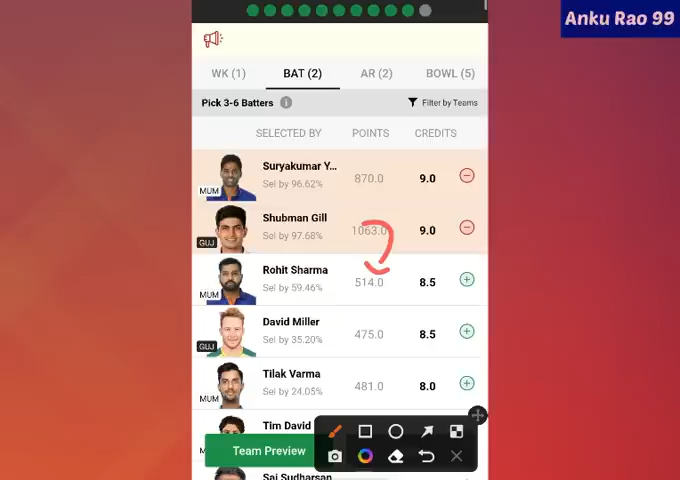 Anku Rao 99
WK (1) BAT (2) AR (2) BOWL (5)
Pick 3-6 Batters i Filter by Teams
SELECTED BY POINTS CREDITS
Suryakumar Y...
Sel by 96.62% 870.0 9.0
MUM
Shubman Gill
Sel by 97.68% 1063.0 9.0
GUJ
Rohit Sharma
Sel by 59.46% 514.0 8.5
MUM
David Miller
Sel by 35.20% 475.0 8.5
GUJ
Tilak Varma
Sel by 24.05% 481.0 8.0
MUM
Tim David
Team Preview
Sai Sudharsan